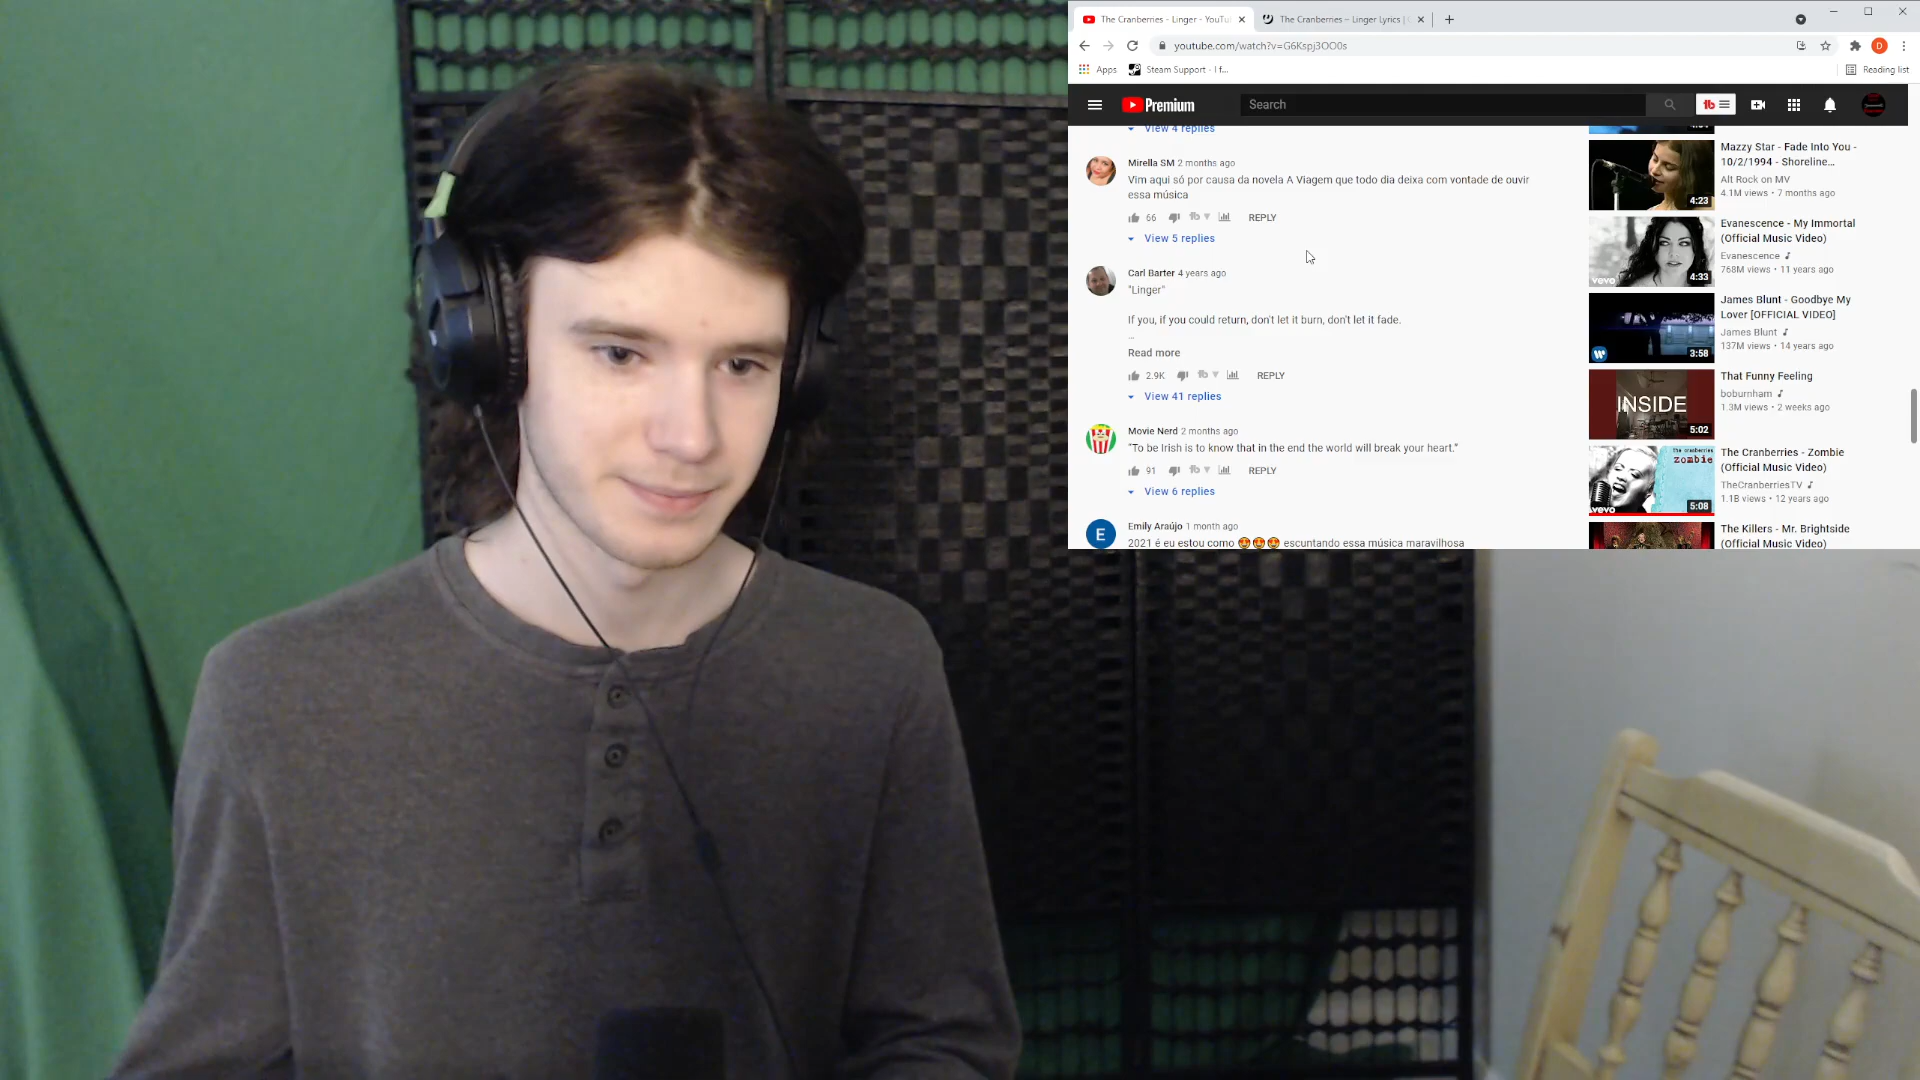 The Cranberries - Linger - YouTu
The Cranberries – Linger Lyrics |
youtube.com/watch?v=G6Kspj3OO0s
Apps
Steam Support - I f...
Reading list
Premium
Search
D
View 4 replies
Mirella SM 2 months ago
Vim aqui só por causa da novela A Viagem que todo dia deixa com vontade de ouvir
essa música
66
REPLY
View 5 replies
Carl Barter 4 years ago
"Linger"
If you, if you could return, don't let it burn, don't let it fade.
...
Read more
2.9K
REPLY
View 41 replies
Movie Nerd 2 months ago
"To be Irish is to know that in the end the world will break your heart."
91
REPLY
View 6 replies
E
Emily Araújo 1 month ago
2021 é eu estou como 😍😍😍 escuntando essa música maravilhosa
Mazzy Star - Fade Into You -
10/2/1994 - Shoreline...
Alt Rock on MV
4.1M views • 7 months ago
4:23
Evanescence - My Immortal
(Official Music Video)
Evanescence
768M views • 11 years ago
vevo
4:33
James Blunt - Goodbye My
Lover [OFFICIAL VIDEO]
James Blunt
137M views • 14 years ago
3:58
That Funny Feeling
boburnham
1.3M views • 2 weeks ago
INSIDE
5:02
The Cranberries - Zombie
(Official Music Video)
TheCranberriesTV
1.1B views • 12 years ago
the cranberries
zombie
vevo
5:08
The Killers - Mr. Brightside
(Official Music Video)